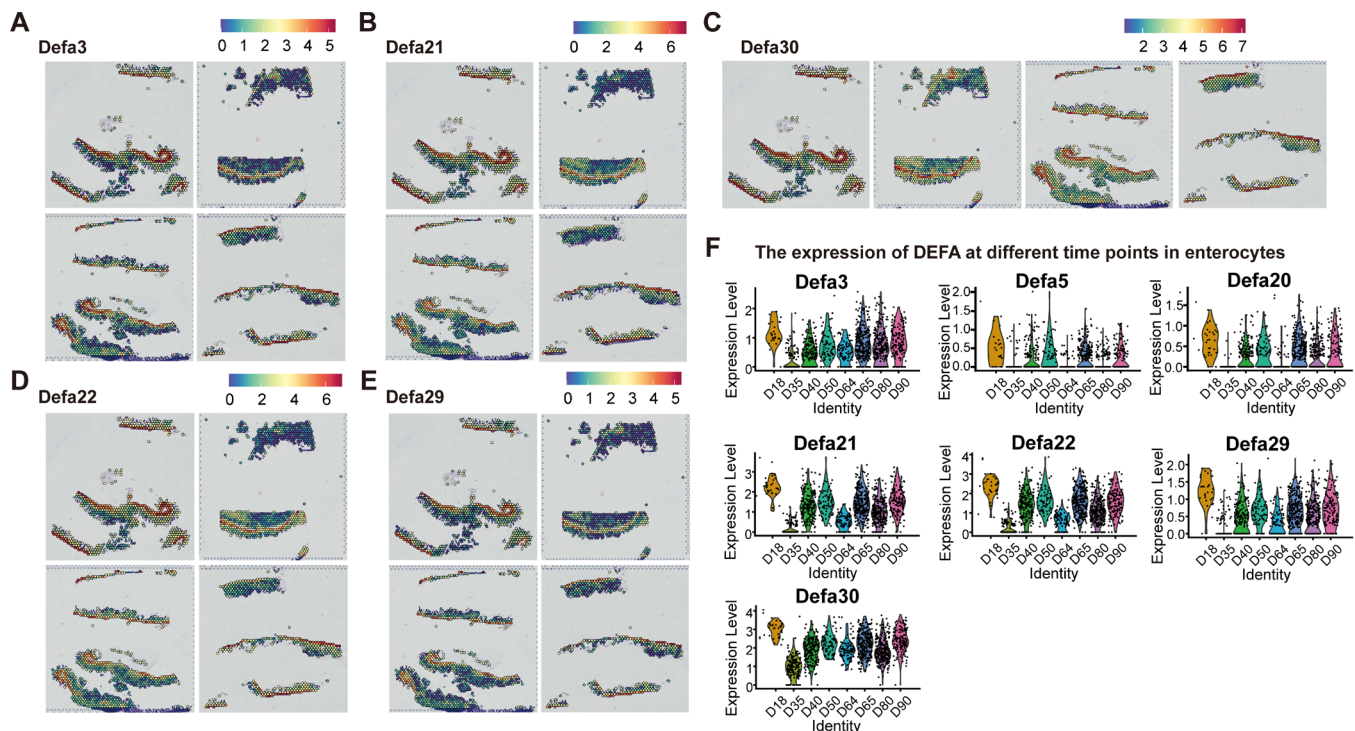 A
Defa3
0 1 2 3 4 5
B
Defa21
0 2 4 6
C
Defa30
2 3 4 5 6 7
D
Defa22
0 2 4 6
E
Defa29
0 1 2 3 4 5
F The expression of DEFA at different time points in enterocytes
Defa3
Expression Level
2
1
0
D18 D35 D40 D50 D64 D65 D80 D90
Identity
Defa5
Expression Level
2.0
1.5
1.0
0.5
0.0
D18 D35 D40 D50 D64 D65 D80 D90
Identity
Defa20
Expression Level
2.0
1.5
1.0
0.5
0.0
D18 D35 D40 D50 D64 D65 D80 D90
Identity
Defa21
Expression Level
3
2
1
0
D18 D35 D40 D50 D64 D65 D80 D90
Identity
Defa22
Expression Level
4
3
2
1
0
D18 D35 D40 D50 D64 D65 D80 D90
Identity
Defa29
Expression Level
2.0
1.5
1.0
0.5
0.0
D18 D35 D40 D50 D64 D65 D80 D90
Identity
Defa30
Expression Level
4
3
2
1
0
D18 D35 D40 D50 D64 D65 D80 D90
Identity